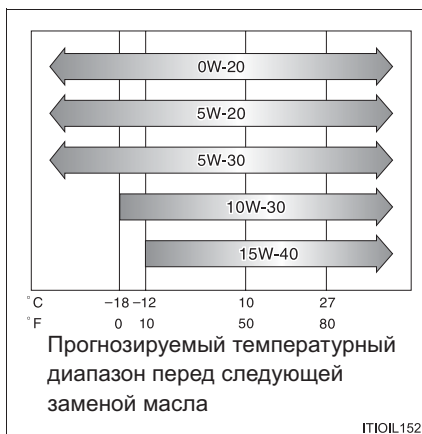 0W-20
5W-20
5W-30
10W-30
15W-40
°C −18 −12 10 27
°F 0 10 50 80
Прогнозируемый температурный
диапазон перед следующей
заменой масла
ITIOIL152